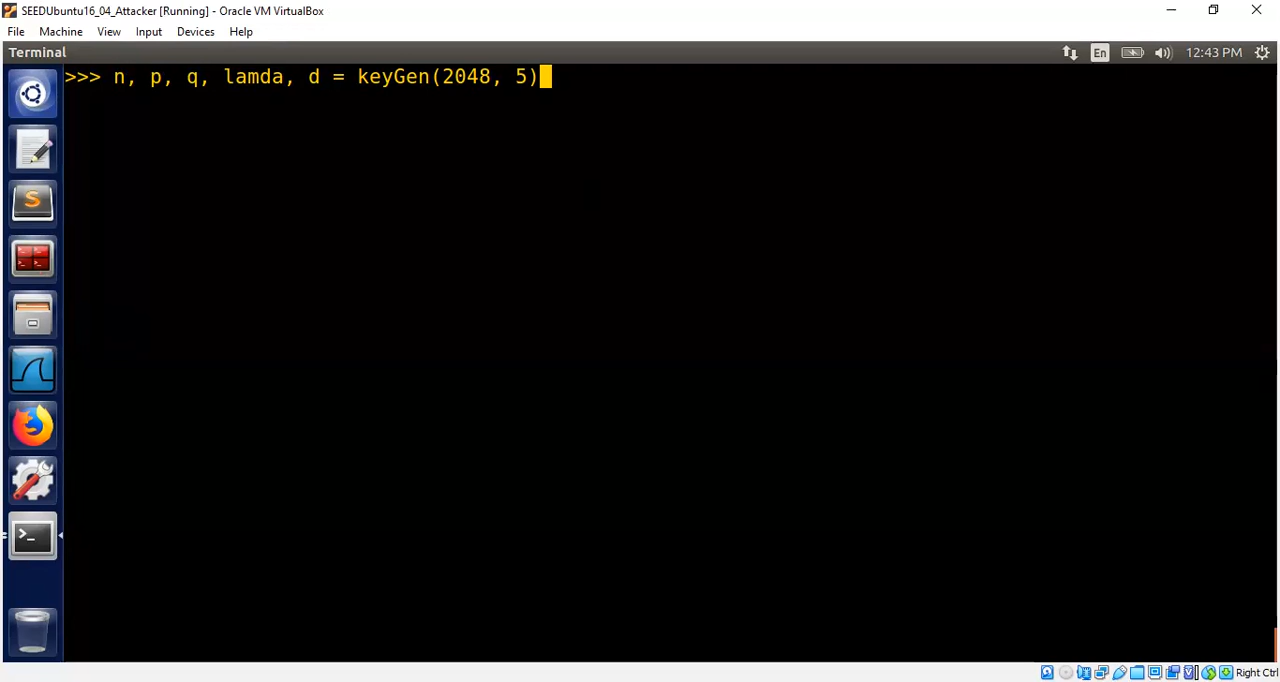 SEEDUbuntu16_04_Attacker [Running] - Oracle VM VirtualBox
File Machine View Input Devices Help
Terminal En 12:43 PM
>>> n, p, q, lamda, d = keyGen(2048, 5)
S
>_
Right Ctrl